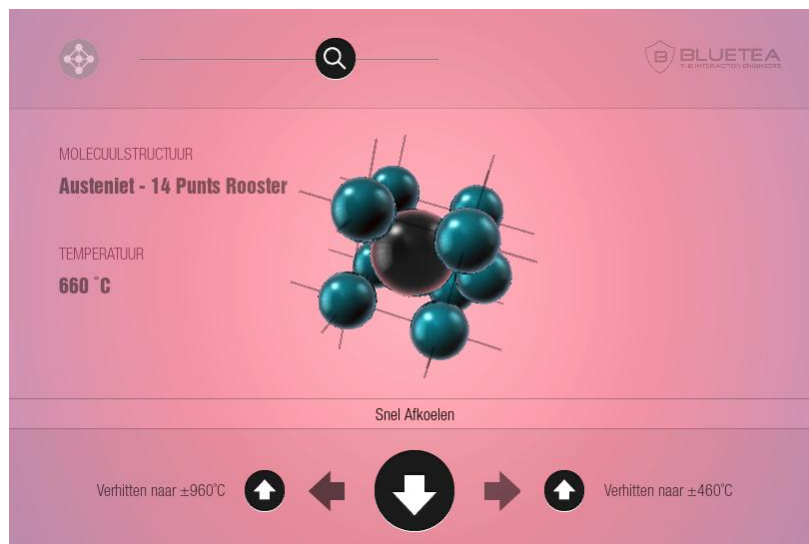 BLUETEA
THE INTERACTION ENGINEERS
MOLECUULSTRUCTUUR
Austeniet - 14 Punts Rooster
TEMPERATUUR
660 °C
Snel Afkoelen
Verhitten naar ±960°C
Verhitten naar ±460°C